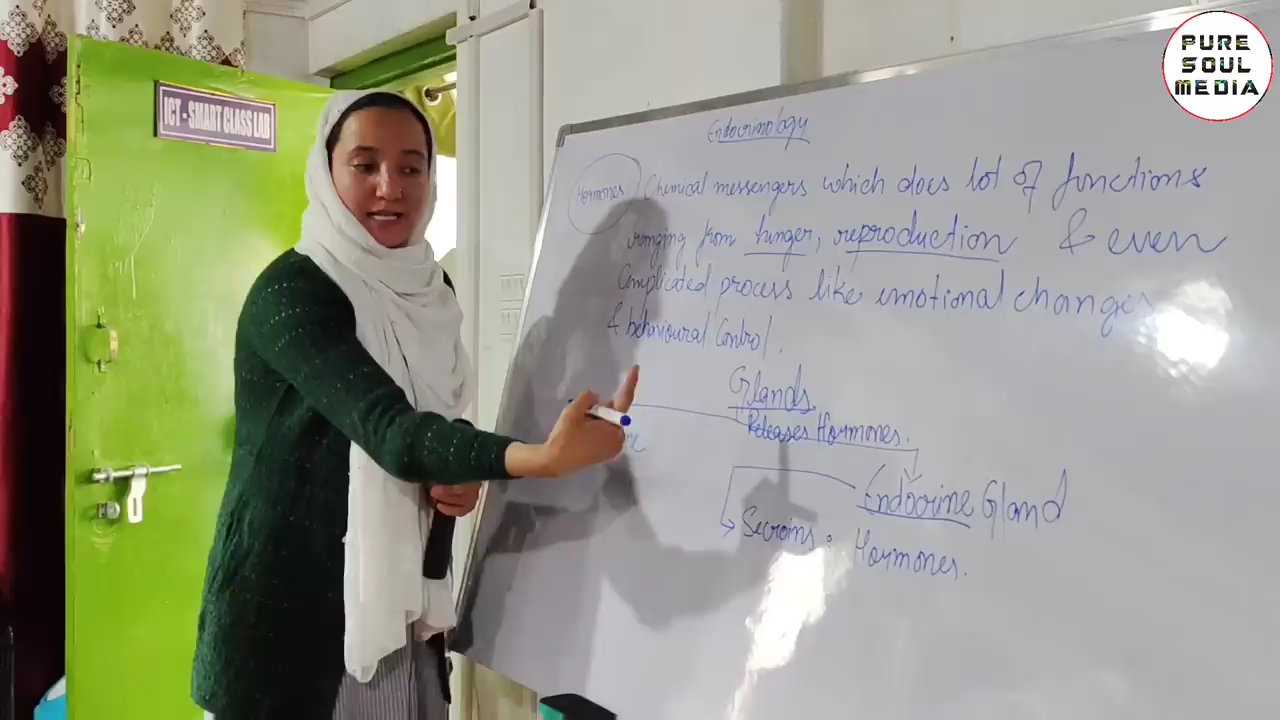 PURE
SOUL
MEDIA
ICT - SMART CLASS LAB
Endocrinology
Hormones Chemical messengers which does lot of functions
ranging from hunger, reproduction & even
Complicated process like emotional changes
& behavioural Control.
Glands
Releases Hormones.
Endocrine Gland
Hormones.